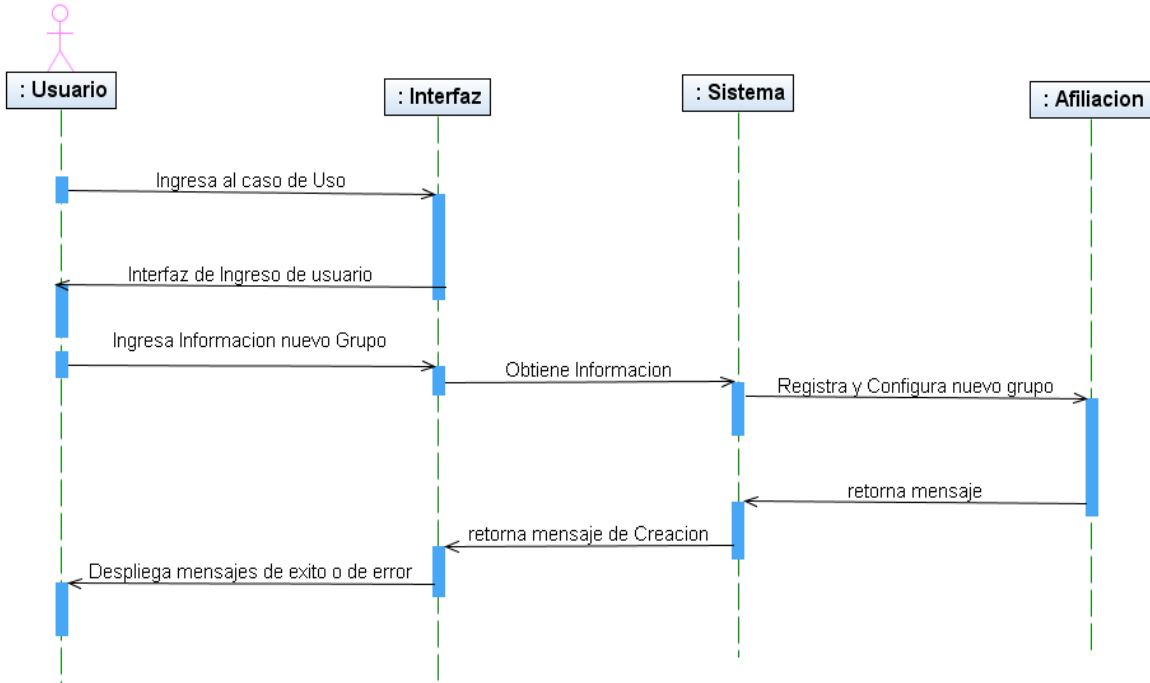 : Usuario
: Interfaz
: Sistema
: Afiliacion
Ingresa al caso de Uso
Interfaz de Ingreso de usuario
Ingresa Informacion nuevo Grupo
Obtiene Informacion
Registra y Configura nuevo grupo
retorna mensaje
retorna mensaje de Creacion
Despliega mensajes de exito o de error